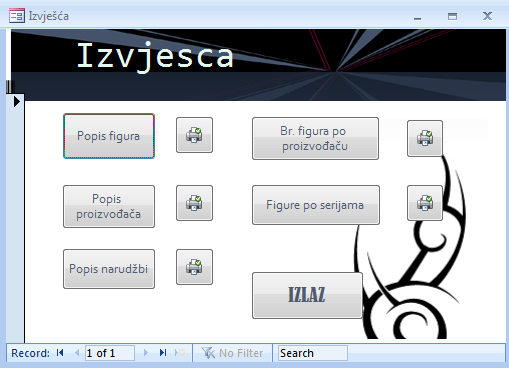 Izvješća
Izvjesca
Popis figura
Br. figura po
proizvođaču
Popis
proizvođača
Figure po serijama
Popis narudžbi
IZLAZ
Record: 1 of 1 No Filter Search